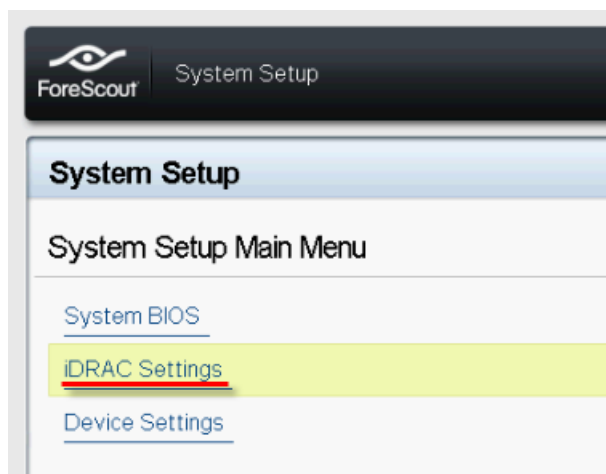 ForeScout
System Setup
System Setup
System Setup Main Menu
System BIOS
iDRAC Settings
Device Settings